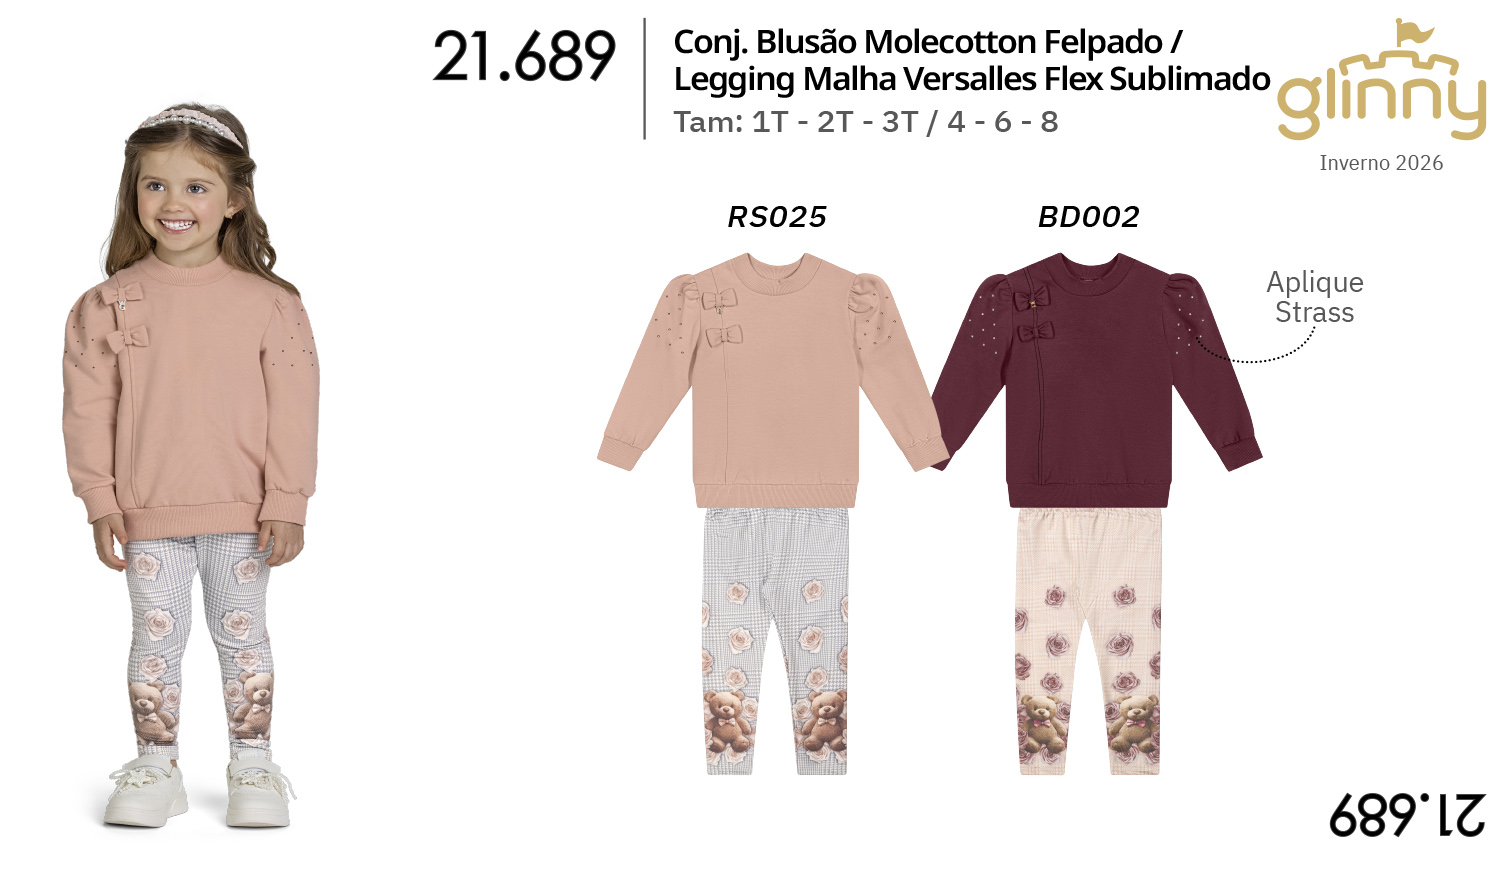 21.689
Conj. Blusão Molecotton Felpado /
Legging Malha Versalles Flex Sublimado
Tam: 1T - 2T - 3T / 4 - 6 - 8
glinny
Inverno 2026
RS025
BD002
Aplique
Strass
21.689